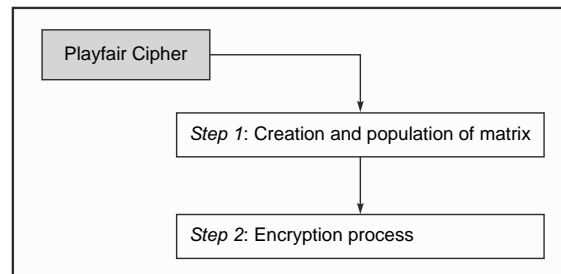 Playfair Cipher
Step 1: Creation and population of matrix
Step 2: Encryption process